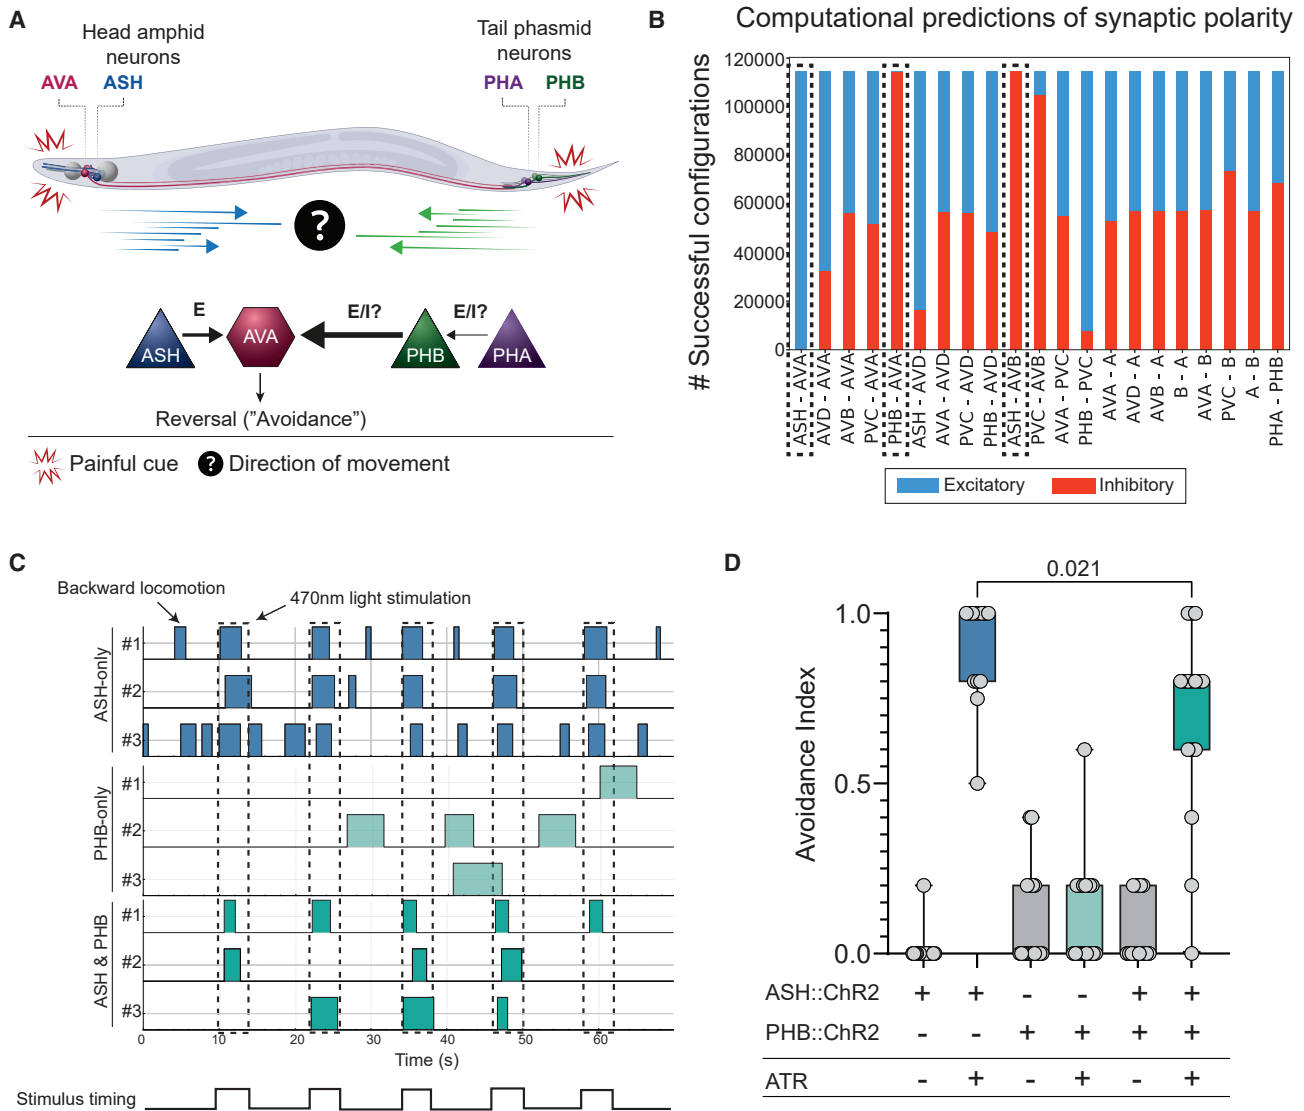 A
Head amphid
neurons
AVA ASH
Tail phasmid
neurons
PHA PHB
?
E
E/I?
E/I?
ASH
AVA
PHB
PHA
Reversal ("Avoidance")
Painful cue
? Direction of movement
B
Computational predictions of synaptic polarity
# Successful configurations
120000
100000
80000
60000
40000
20000
0
ASH - AVA
AVD - AVA
AVB - AVA
PVC - AVA
PHB - AVA
ASH - AVD
AVA - AVD
PVC - AVD
PHB - AVD
ASH - AVB
PVC - AVB
AVA - PVC
PHB - PVC
AVA - A
AVD - A
AVB - A
B - A
AVA - B
PVC - B
A - B
PHA - PHB
Excitatory
Inhibitory
C
Backward locomotion
470nm light stimulation
ASH-only
#1
#2
#3
PHB-only
#1
#2
#3
ASH & PHB
#1
#2
#3
0 10 20 30 40 50 60
Time (s)
Stimulus timing
D
0.021
Avoidance Index
1.0
0.5
0.0
ASH::ChR2 + + - - + +
PHB::ChR2 - - + + + +
ATR - + - + - +